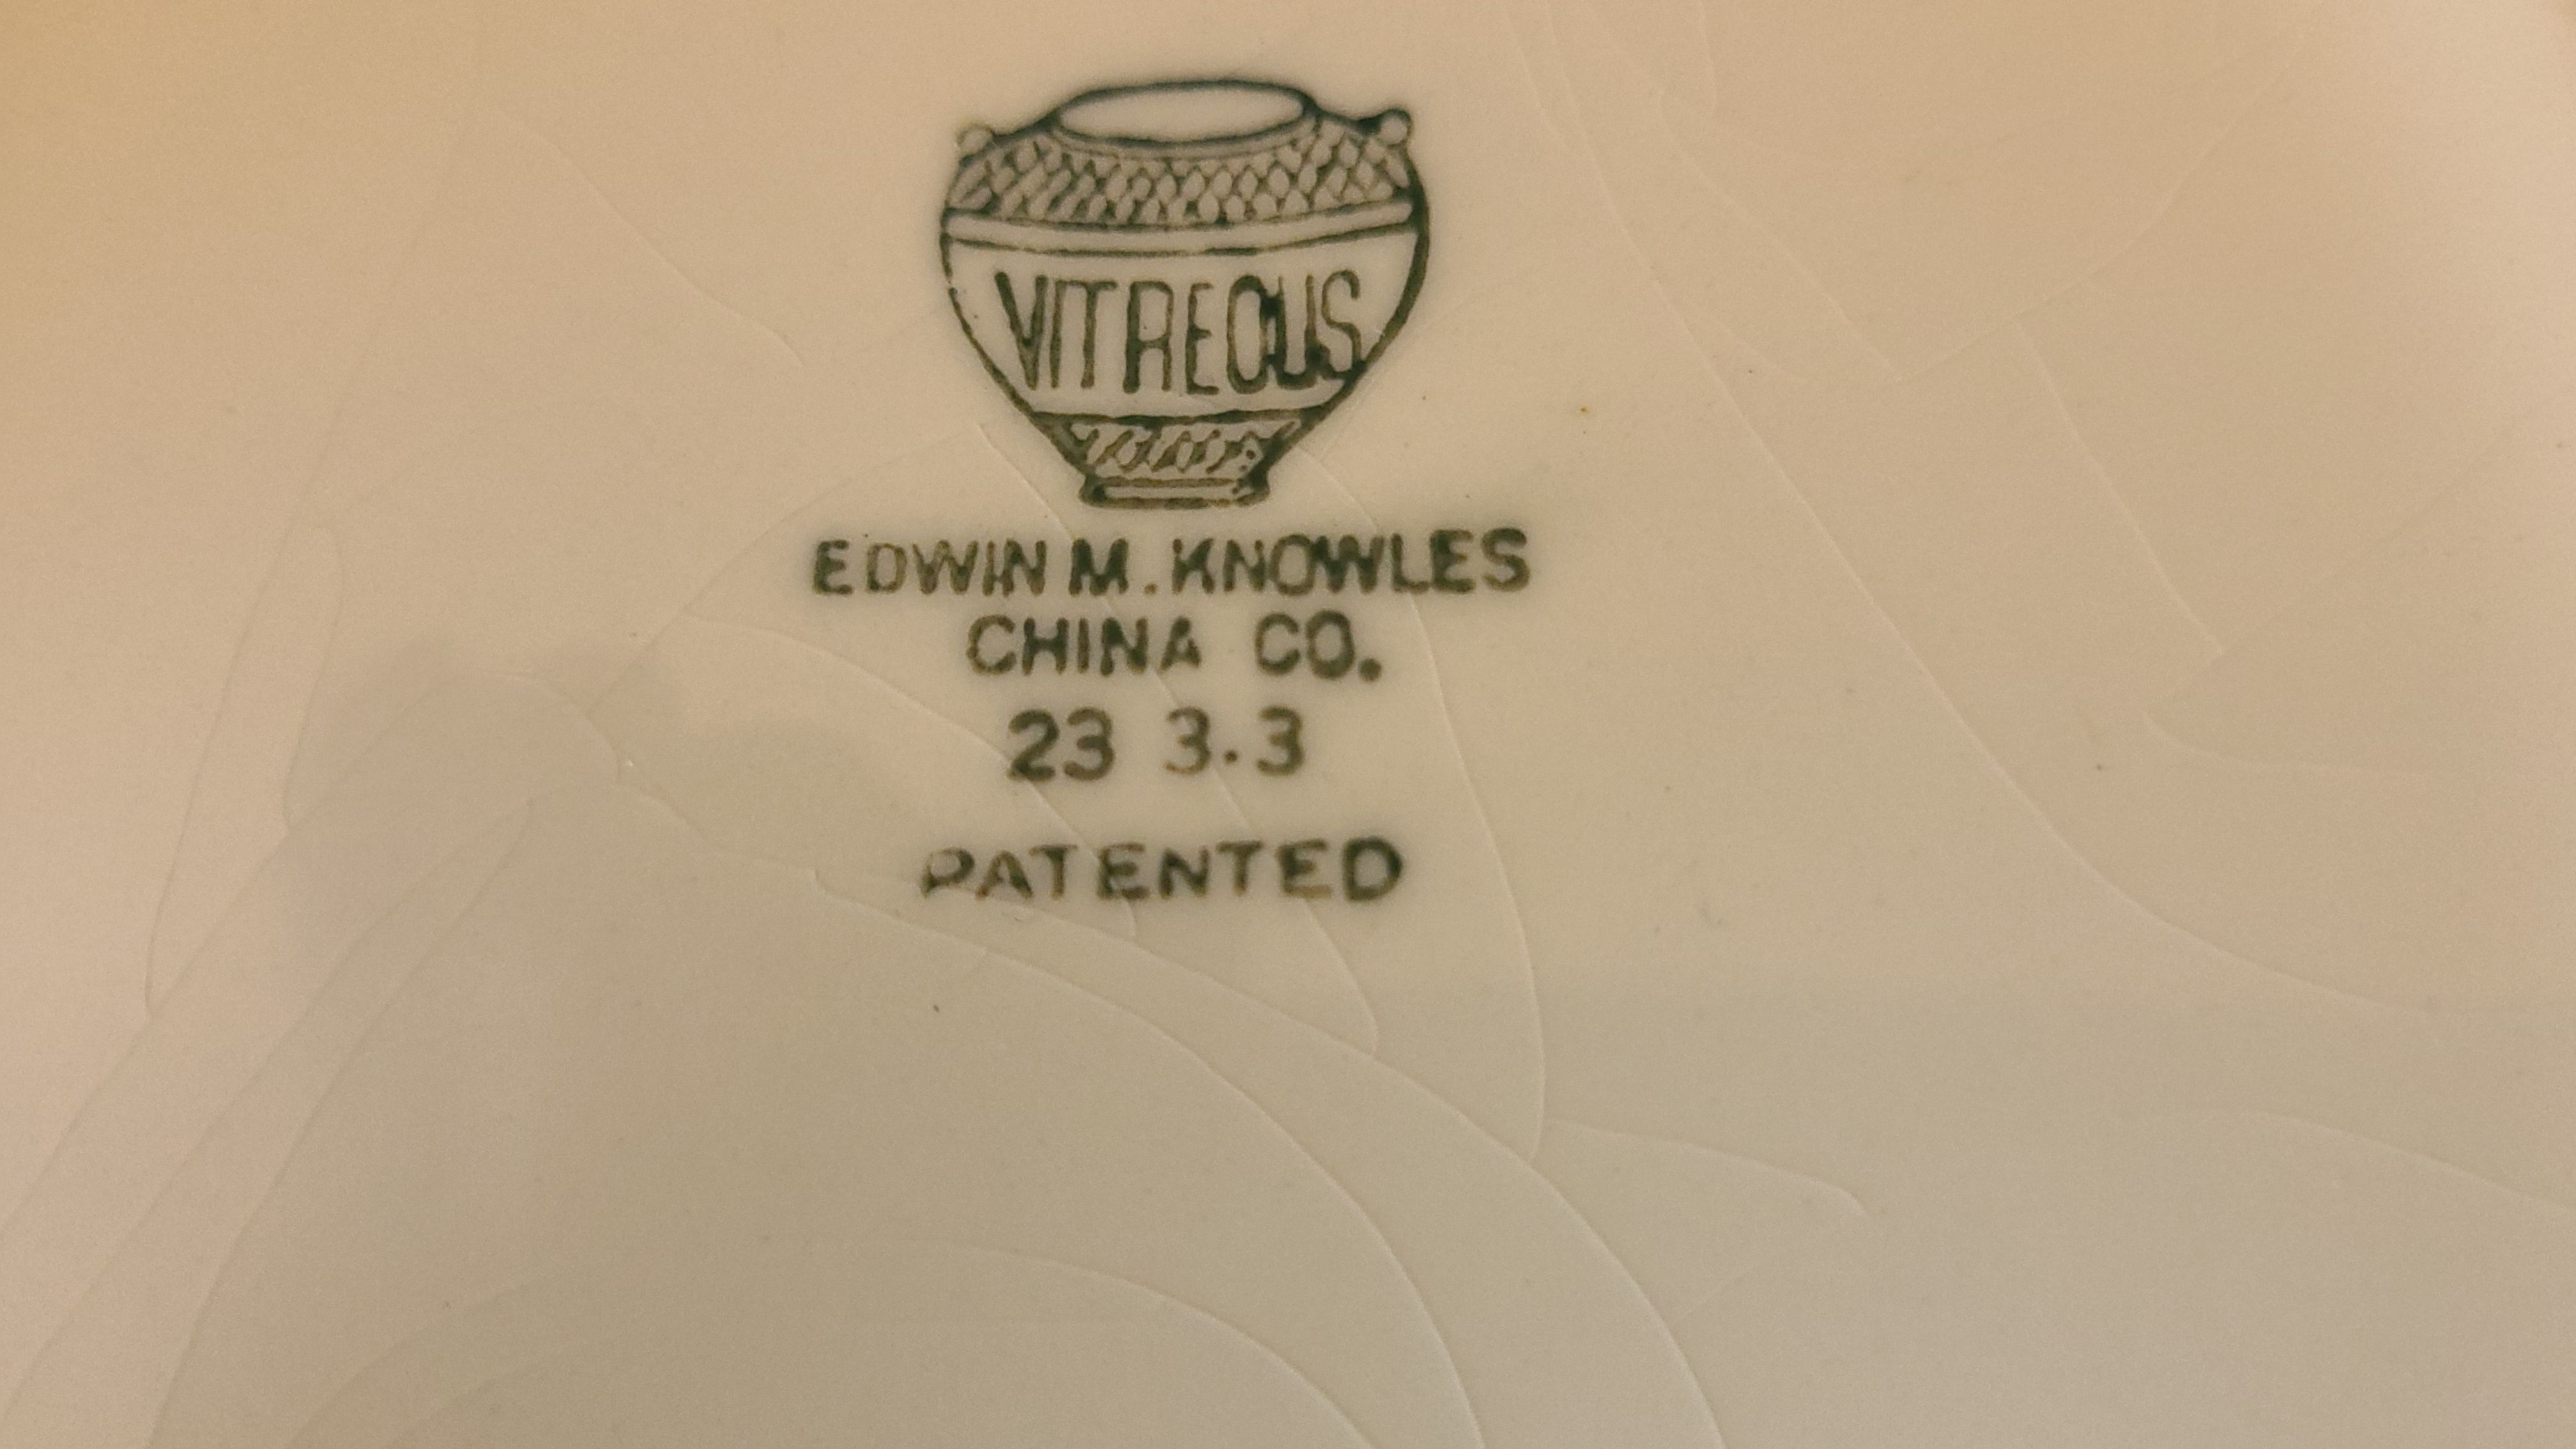 VITREOUS
EDWIN M. KNOWLES
CHINA CO.
23 3.3
PATENTED